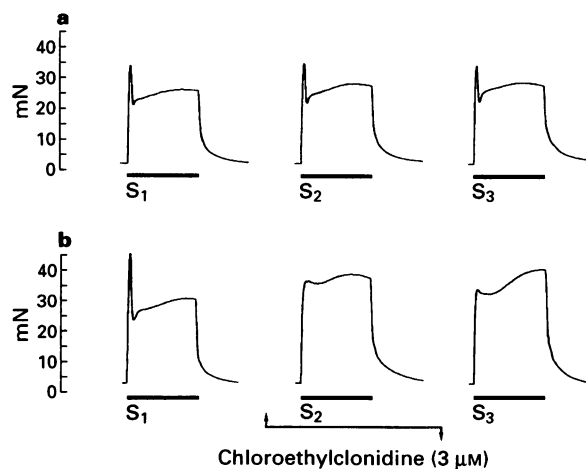 a
mN
40
30
20
10
0
S₁ S₂ S₃
b
mN
40
30
20
10
0
S₁ S₂ S₃
Chloroethylclonidine (3 μM)